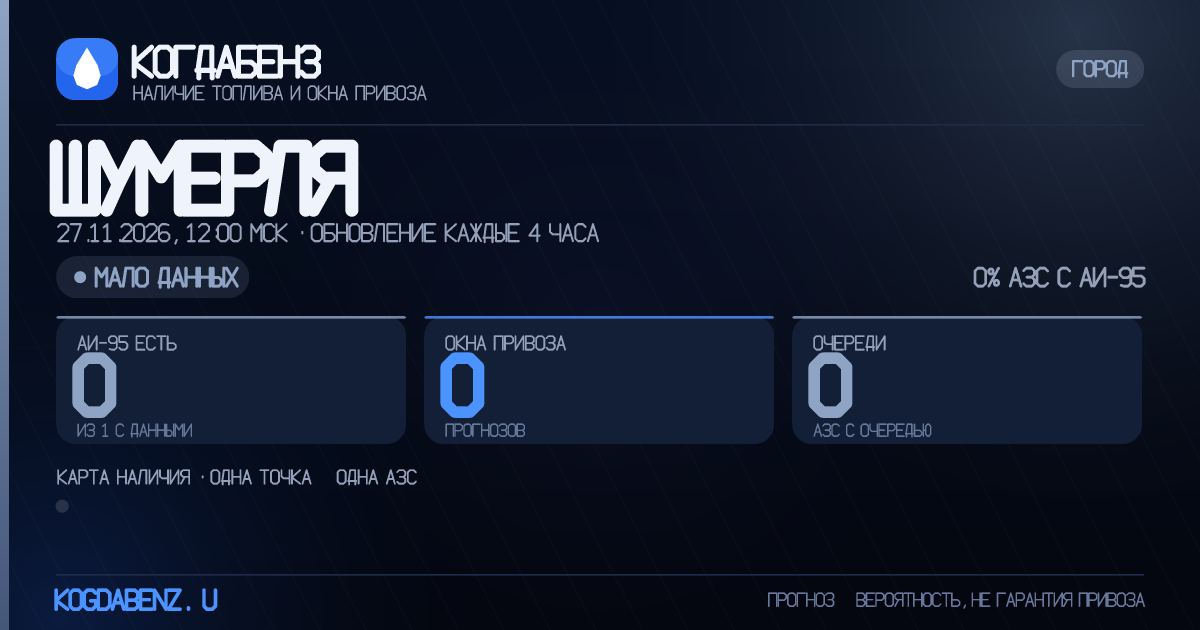 КОГДАБЕНЗ
НАЛИЧИЕ ТОПЛИВА И ОКНА ПРИВОЗА
ГОРОД
ШУМЕРЛЯ
27.11.2026, 12:00 МСК · ОБНОВЛЕНИЕ КАЖДЫЕ 4 ЧАСА
МАЛО ДАННЫХ
0% АЗС С АИ-95
АИ-95 ЕСТЬ
0
ИЗ 1 С ДАННЫМИ
ОКНА ПРИВОЗА
0
ПРОГНОЗОВ
ОЧЕРЕДИ
0
АЗС С ОЧЕРЕДЬЮ
КАРТА НАЛИЧИЯ · ОДНА ТОЧКА ОДНА АЗС
KOGDABENZ. U
ПРОГНОЗ ВЕРОЯТНОСТЬ, НЕ ГАРАНТИЯ ПРИВОЗА